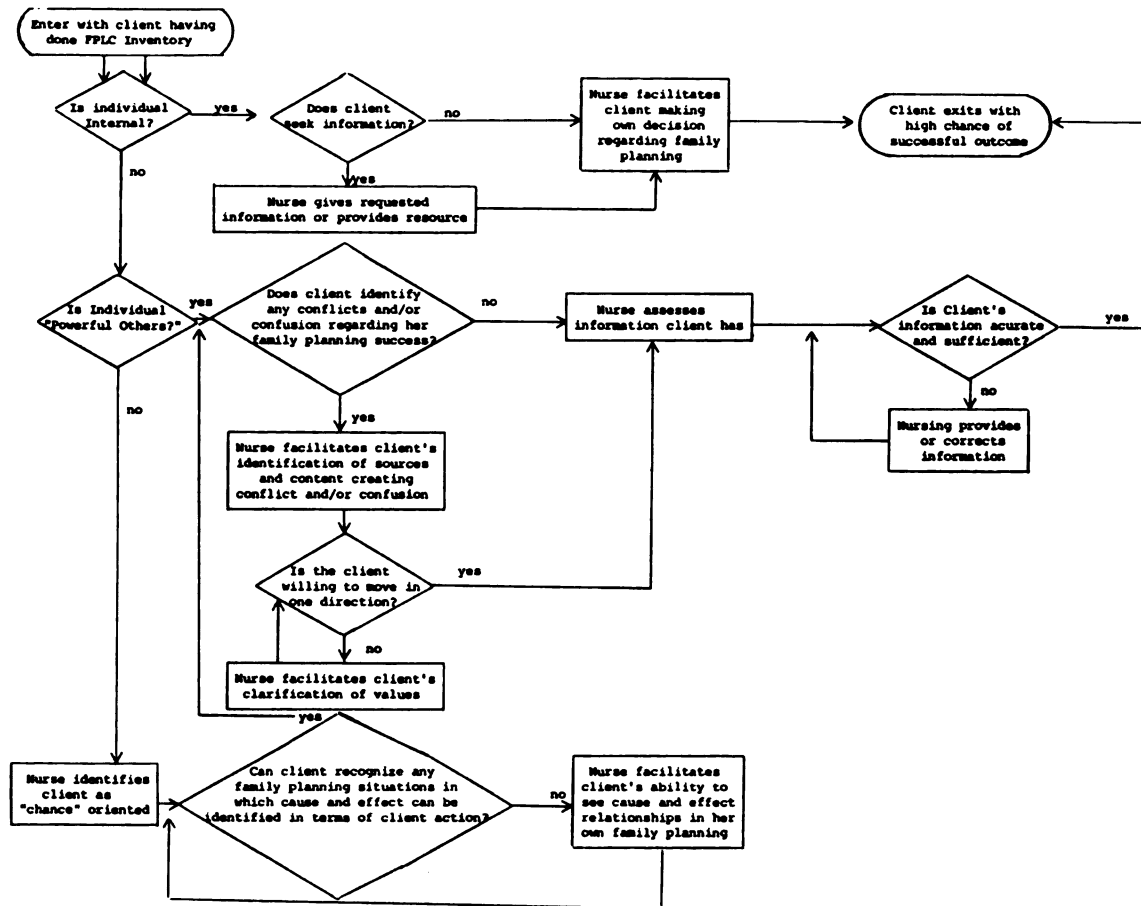 Enter with client having
done FPLC Inventory
Is individual
Internal?
yes
Does client
seek information?
no
Nurse facilitates
client making
own decision
regarding family
planning
Client exits with
high chance of
successful outcome
no
yes
Nurse gives requested
information or provides resource
Is Individual
"Powerful Others?"
yes
Does client identify
any conflicts and/or
confusion regarding her
family planning success?
no
Nurse assesses
information client has
Is Client's
information acurate
and sufficient?
yes
no
yes
no
Nursing provides
or corrects
information
Nurse facilitates client's
identification of sources
and content creating
conflict and/or confusion
Is the client
willing to move in
one direction?
yes
no
Nurse facilitates client's
clarification of values
yes
Nurse identifies
client as
"chance" oriented
Can client recognize any
family planning situations in
which cause and effect can be
identified in terms of client action?
no
Nurse facilitates
client's ability to
see cause and effect
relationships in her
own family planning